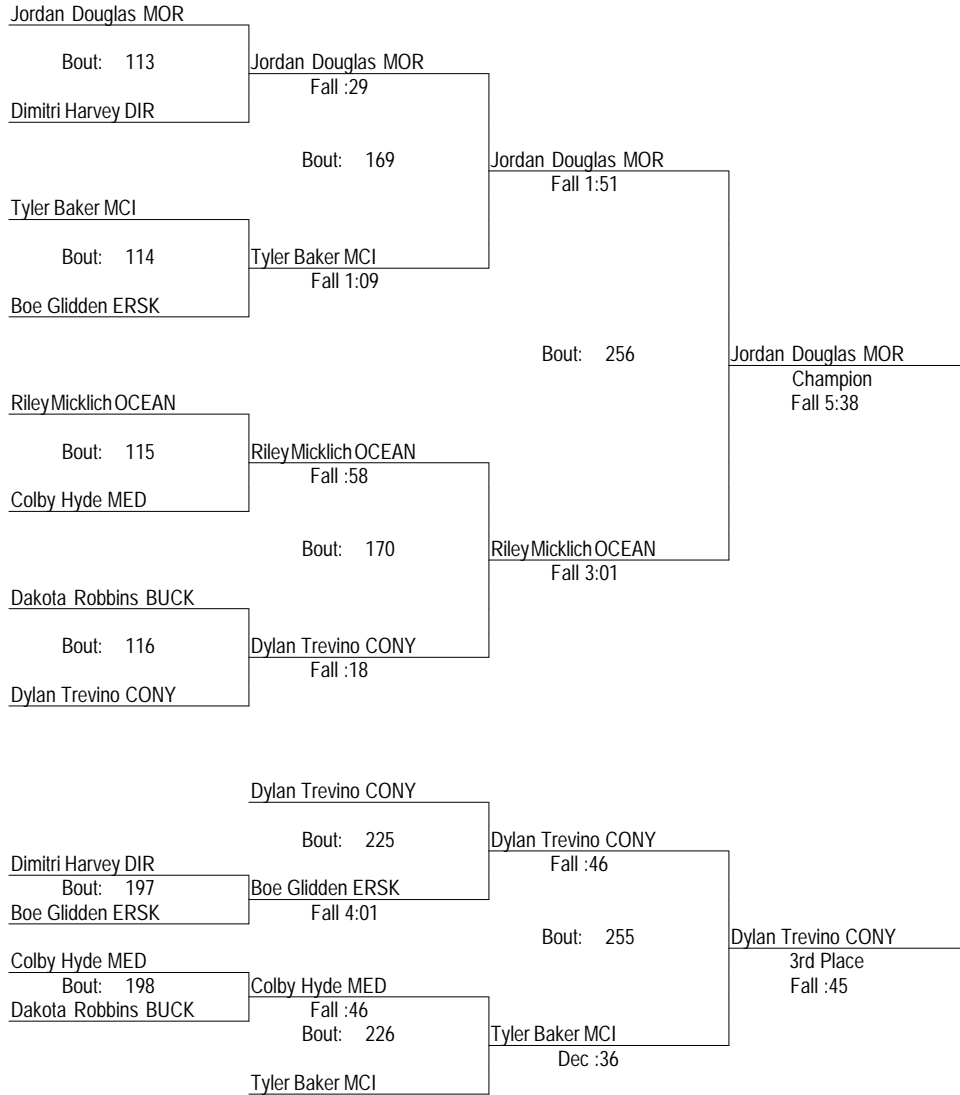 Jordan Douglas MOR
Bout: 113
Jordan Douglas MOR
Fall :29
Dimitri Harvey DIR
Bout: 169
Jordan Douglas MOR
Fall 1:51
Tyler Baker MCI
Bout: 114
Tyler Baker MCI
Fall 1:09
Boe Glidden ERSK
Bout: 256
Jordan Douglas MOR
Champion
Fall 5:38
Riley Micklich OCEAN
Bout: 115
Riley Micklich OCEAN
Fall :58
Colby Hyde MED
Bout: 170
Riley Micklich OCEAN
Fall 3:01
Dakota Robbins BUCK
Bout: 116
Dylan Trevino CONY
Fall :18
Dylan Trevino CONY
Dylan Trevino CONY
Bout: 225
Dylan Trevino CONY
Fall :46
Dimitri Harvey DIR
Bout: 197
Boe Glidden ERSK
Boe Glidden ERSK
Fall 4:01
Bout: 255
Dylan Trevino CONY
3rd Place
Fall :45
Colby Hyde MED
Bout: 198
Colby Hyde MED
Dakota Robbins BUCK
Fall :46
Bout: 226
Tyler Baker MCI
Dec :36
Tyler Baker MCI